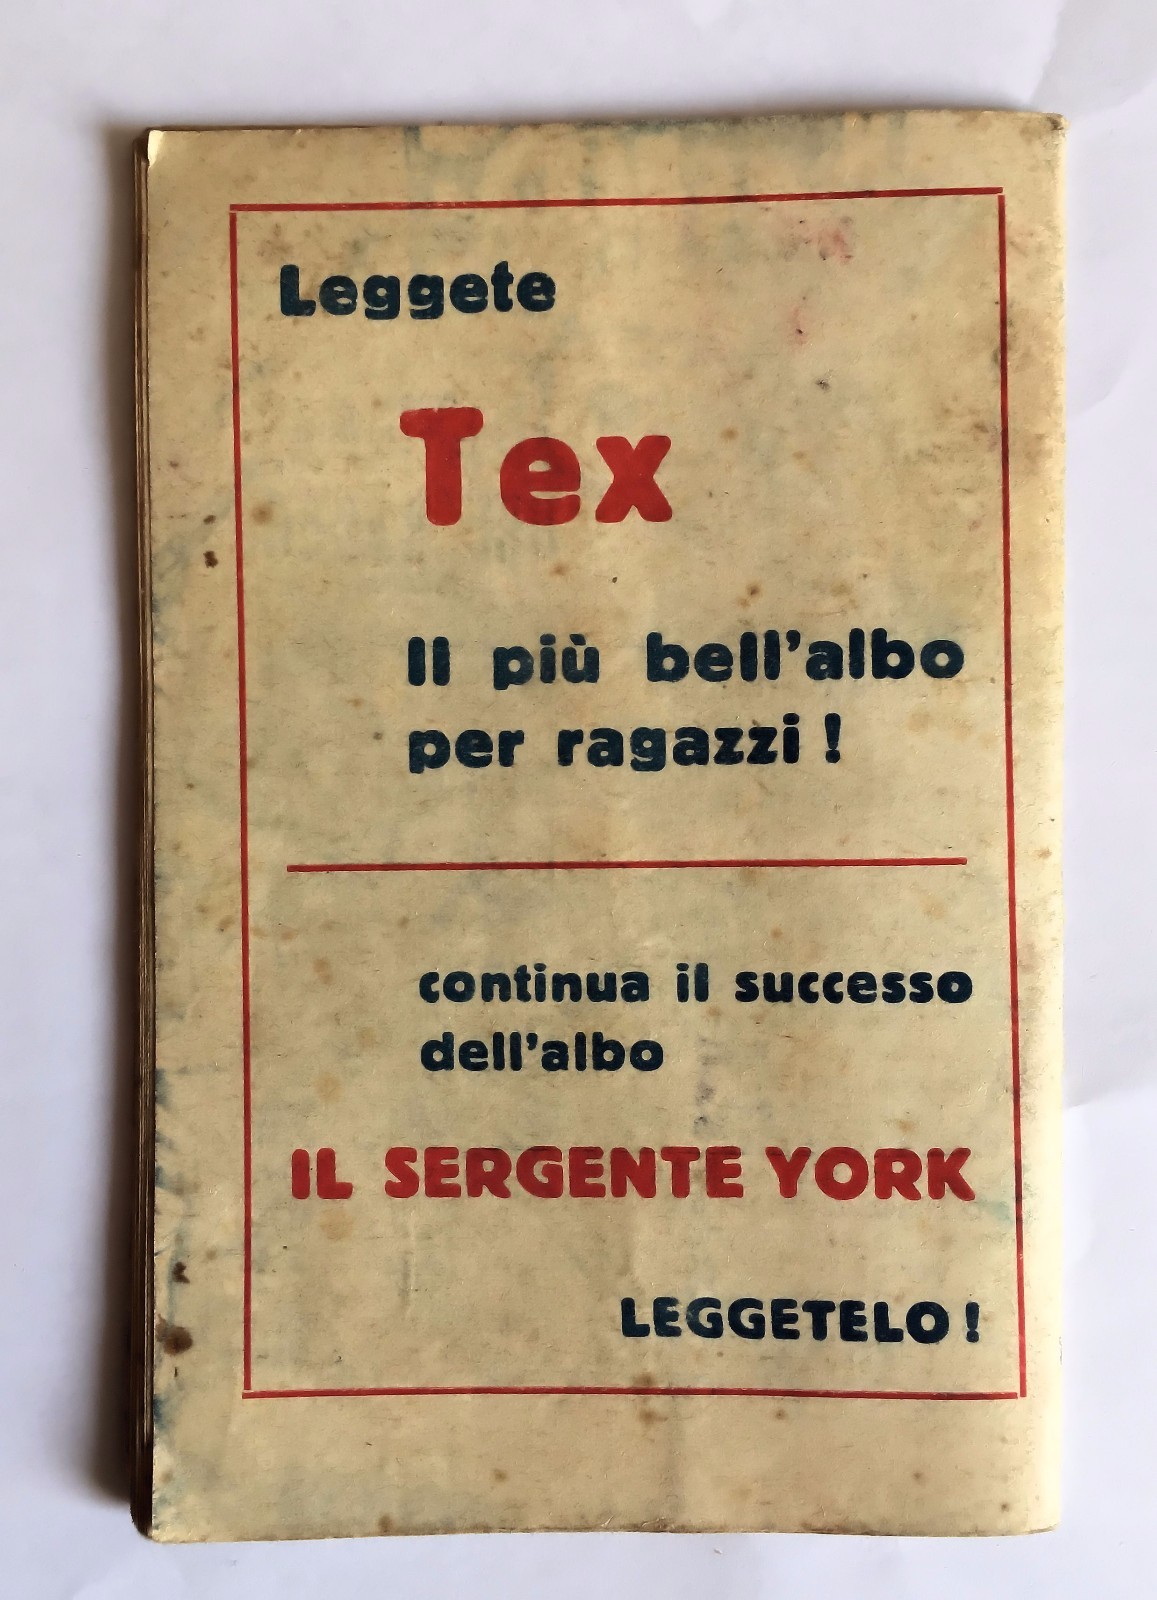 Leggete
Tex
Il più bell'albo
per ragazzi !
continua il successo
dell'albo
IL SERGENTE YORK
LEGGETELO !